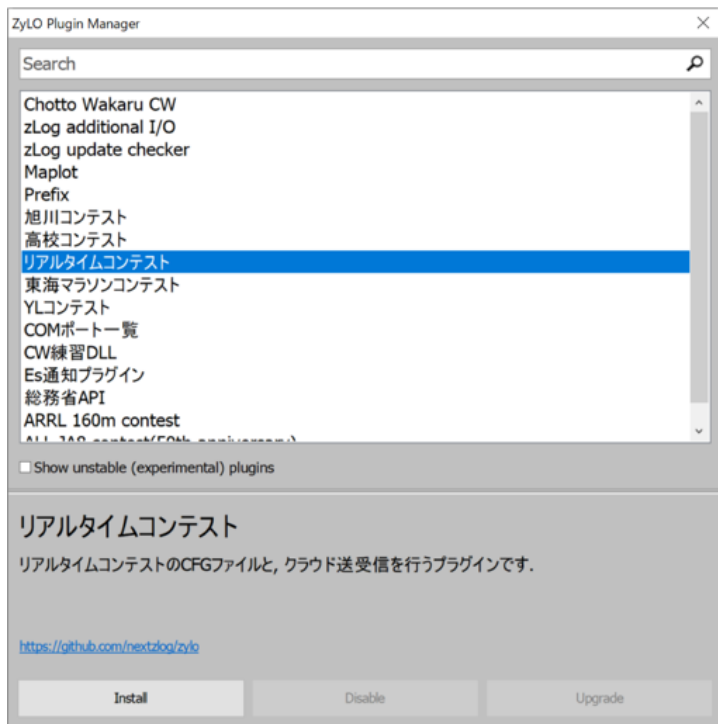 ZyLO Plugin Manager
Search
Chotto Wakaru CW
zLog additional I/O
zLog update checker
Maplot
Prefix
旭川コンテスト
高校コンテスト
リアルタイムコンテスト
東海マラソンコンテスト
YLコンテスト
COMポート一覧
CW練習DLL
Es通知プラグイン
総務省API
ARRL 160m contest
ALL JA8 contest(50th anniversary)
Show unstable (experimental) plugins
リアルタイムコンテスト
リアルタイムコンテストのCFGファイルと, クラウド送受信を行うプラグインです.
https://github.com/nextzlog/zylo
Install Disable Upgrade